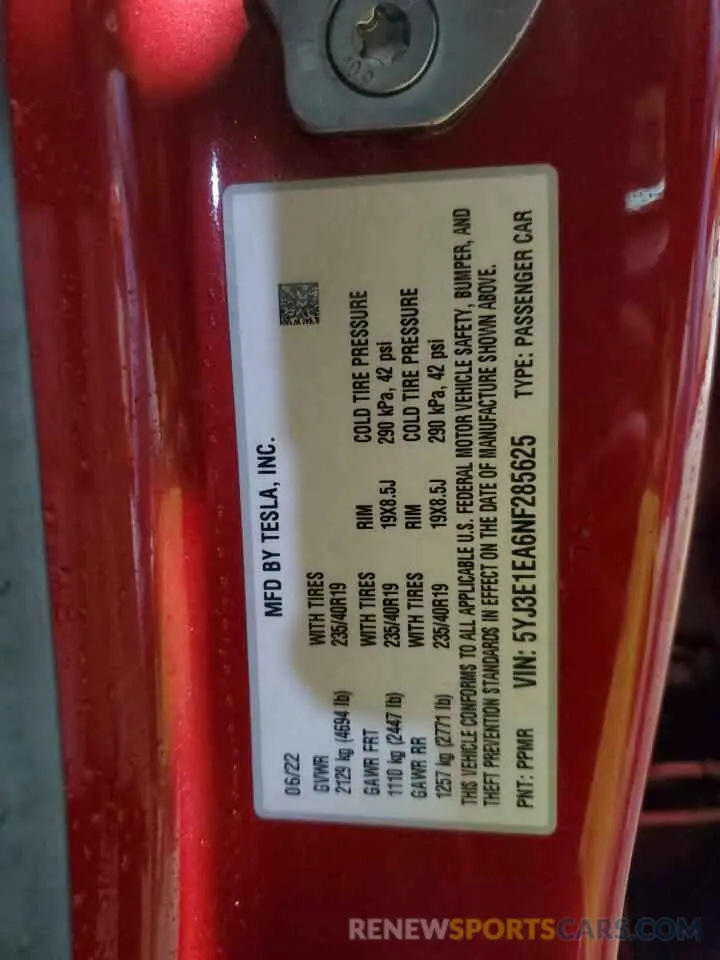 MFD BY TESLA, INC.
06/22
GVWR WITH TIRES RIM COLD TIRE PRESSURE
2129 kg (4694 lb) 235/40R19 19X8.5J 290 kPa, 42 psi
GAWR FRT WITH TIRES RIM COLD TIRE PRESSURE
1110 kg (2447 lb) 235/40R19
GAWR RR WITH TIRES
1257 kg (2771 lb) 235/40R19 19X8.5J 290 kPa, 42 psi
THIS VEHICLE CONFORMS TO ALL APPLICABLE U.S. FEDERAL MOTOR VEHICLE SAFETY, BUMPER, AND
THEFT PREVENTION STANDARDS IN EFFECT ON THE DATE OF MANUFACTURE SHOWN ABOVE.
PNT: PPMR VIN: 5YJ3E1EA6NF285625 TYPE: PASSENGER CAR
10.9
RENEWSPORTSCARS.COM